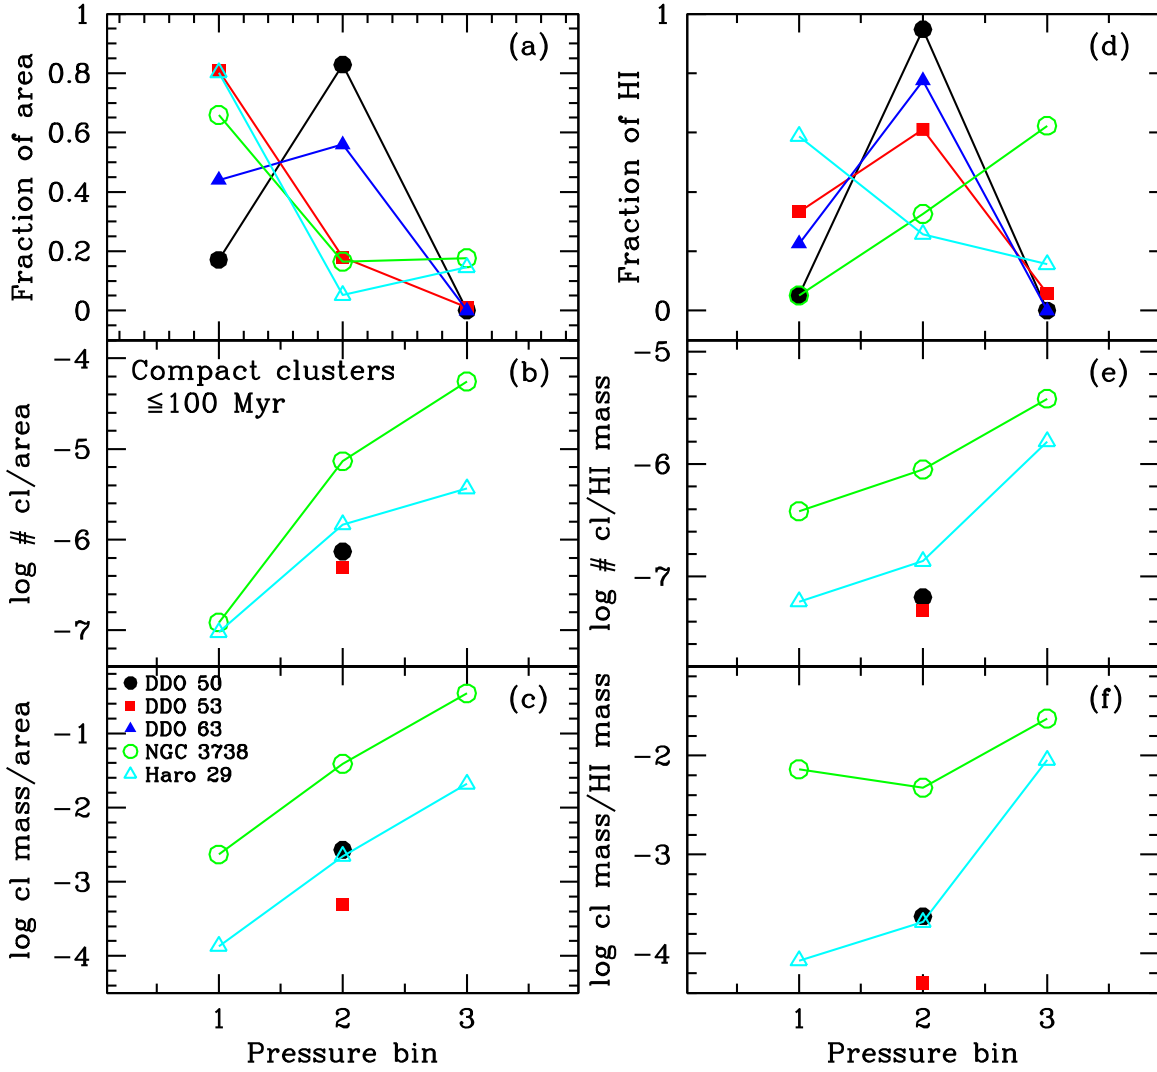 1
0.8
0.6
0.4
0.2
0
Fraction of area
(a)
1
0
Fraction of HI
(d)
-4
-5
-6
-7
log # cl/area
Compact clusters
≦100 Myr
(b)
-5
-6
-7
log # cl/HI mass
(e)
-1
-2
-3
-4
log cl mass/area
DDO 50
DDO 53
DDO 63
NGC 3738
Haro 29
(c)
-2
-3
-4
log cl mass/HI mass
(f)
1 2 3
Pressure bin
1 2 3
Pressure bin